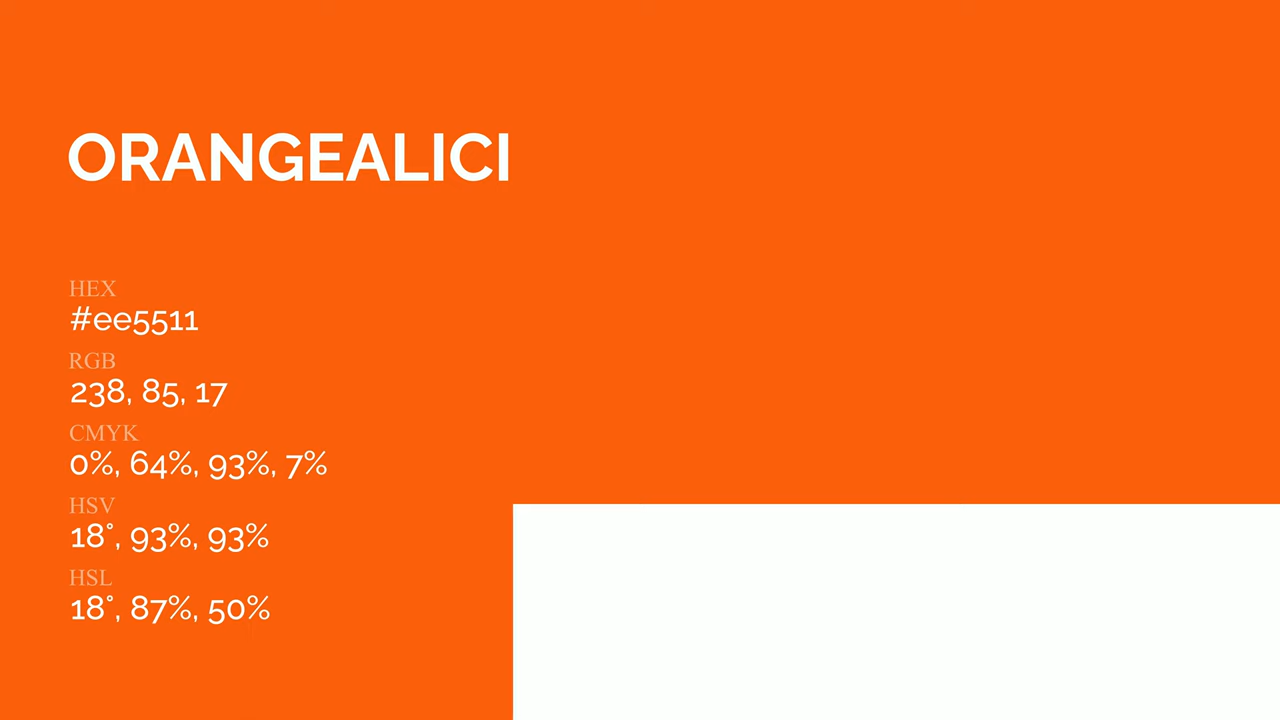 ORANGEALICI
HEX
#ee5511
RGB
238, 85, 17
CMYK
0%, 64%, 93%, 7%
HSV
18°, 93%, 93%
HSL
18°, 87%, 50%